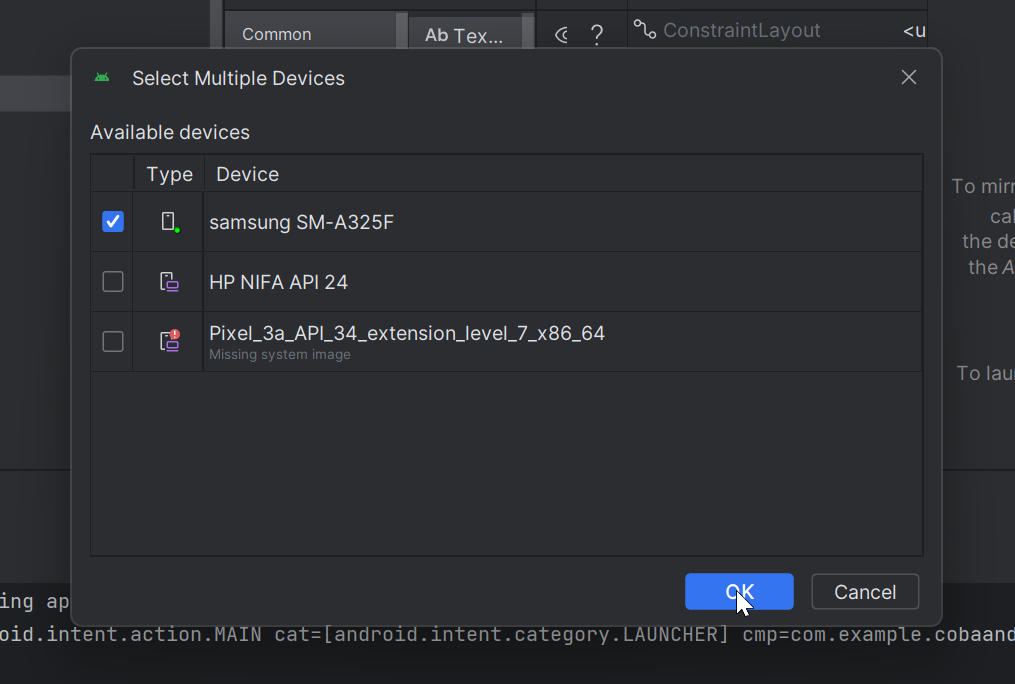 Common
Ab Tex...
?
ConstraintLayout
<u
Select Multiple Devices
Available devices
Type Device
samsung SM-A325F
HP NIFA API 24
Pixel_3a_API_34_extension_level_7_x86_64
Missing system image
To mirr
cal
the de
the A
To lau
OK
Cancel
ing ap
oid.intent.action.MAIN cat=[android.intent.category.LAUNCHER] cmp=com.example.cobaand